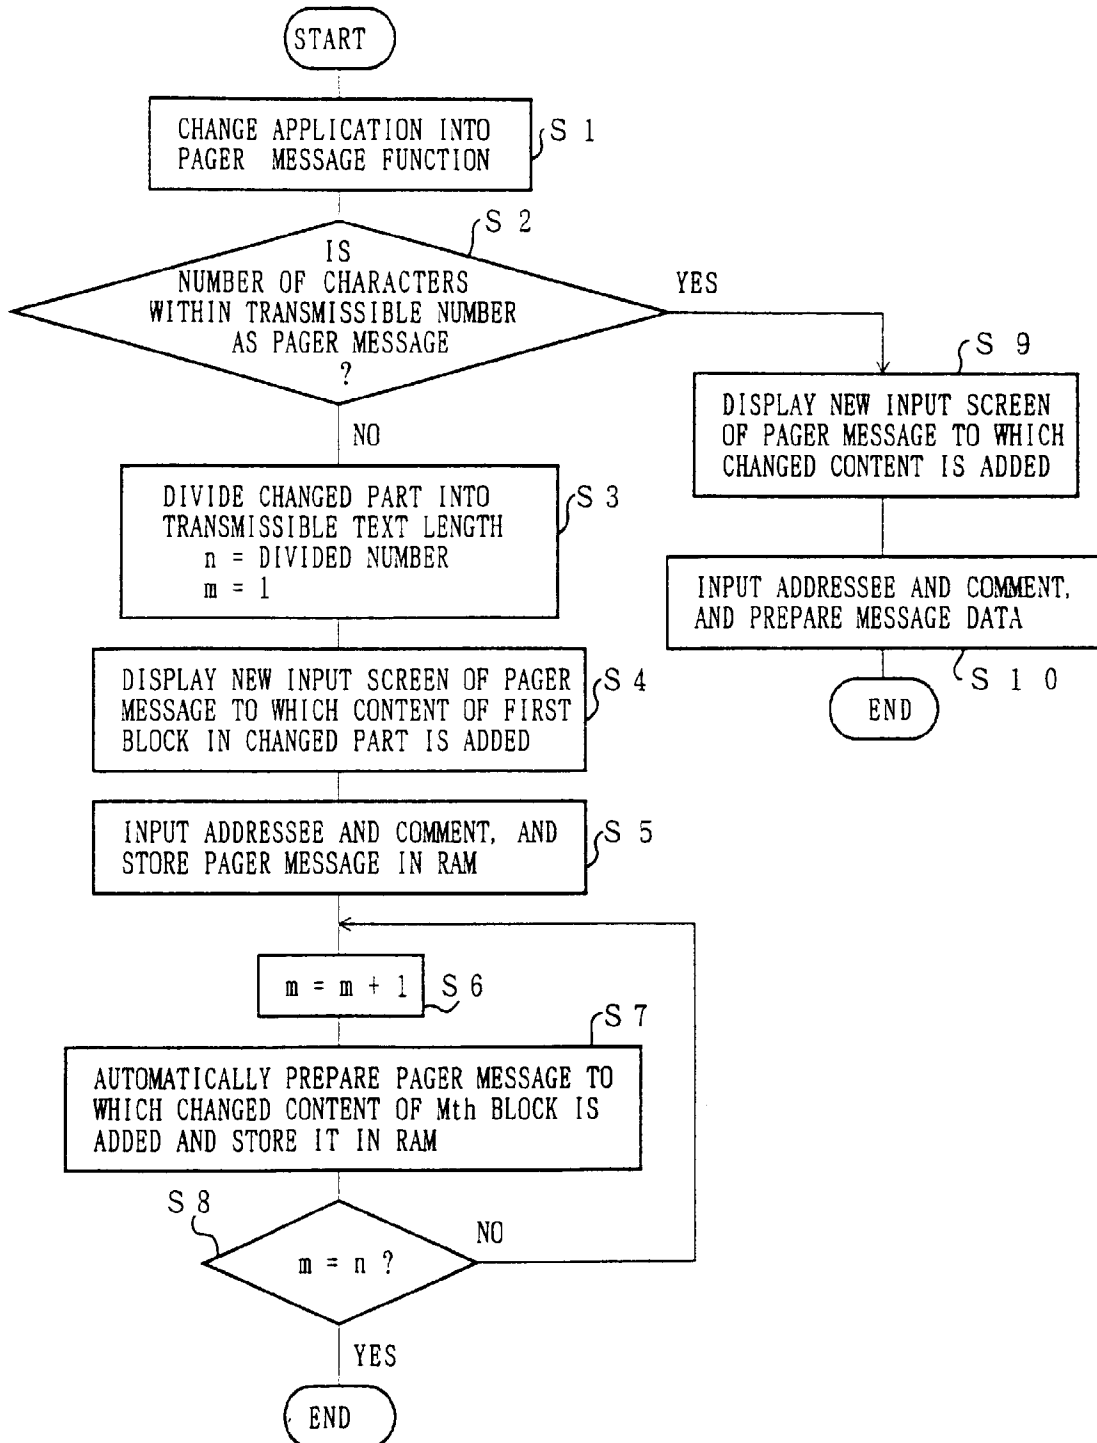 START
CHANGE APPLICATION INTO
PAGER MESSAGE FUNCTION
S 1
S 2
IS
NUMBER OF CHARACTERS
WITHIN TRANSMISSIBLE NUMBER
AS PAGER MESSAGE
?
YES
NO
S 9
DISPLAY NEW INPUT SCREEN
OF PAGER MESSAGE TO WHICH
CHANGED CONTENT IS ADDED
DIVIDE CHANGED PART INTO
TRANSMISSIBLE TEXT LENGTH
n = DIVIDED NUMBER
m = 1
S 3
INPUT ADDRESSEE AND COMMENT,
AND PREPARE MESSAGE DATA
S 1 0
END
DISPLAY NEW INPUT SCREEN OF PAGER
MESSAGE TO WHICH CONTENT OF FIRST
BLOCK IN CHANGED PART IS ADDED
S 4
INPUT ADDRESSEE AND COMMENT, AND
STORE PAGER MESSAGE IN RAM
S 5
m = m + 1
S 6
S 7
AUTOMATICALLY PREPARE PAGER MESSAGE TO
WHICH CHANGED CONTENT OF Mth BLOCK IS
ADDED AND STORE IT IN RAM
S 8
m = n ?
NO
YES
END